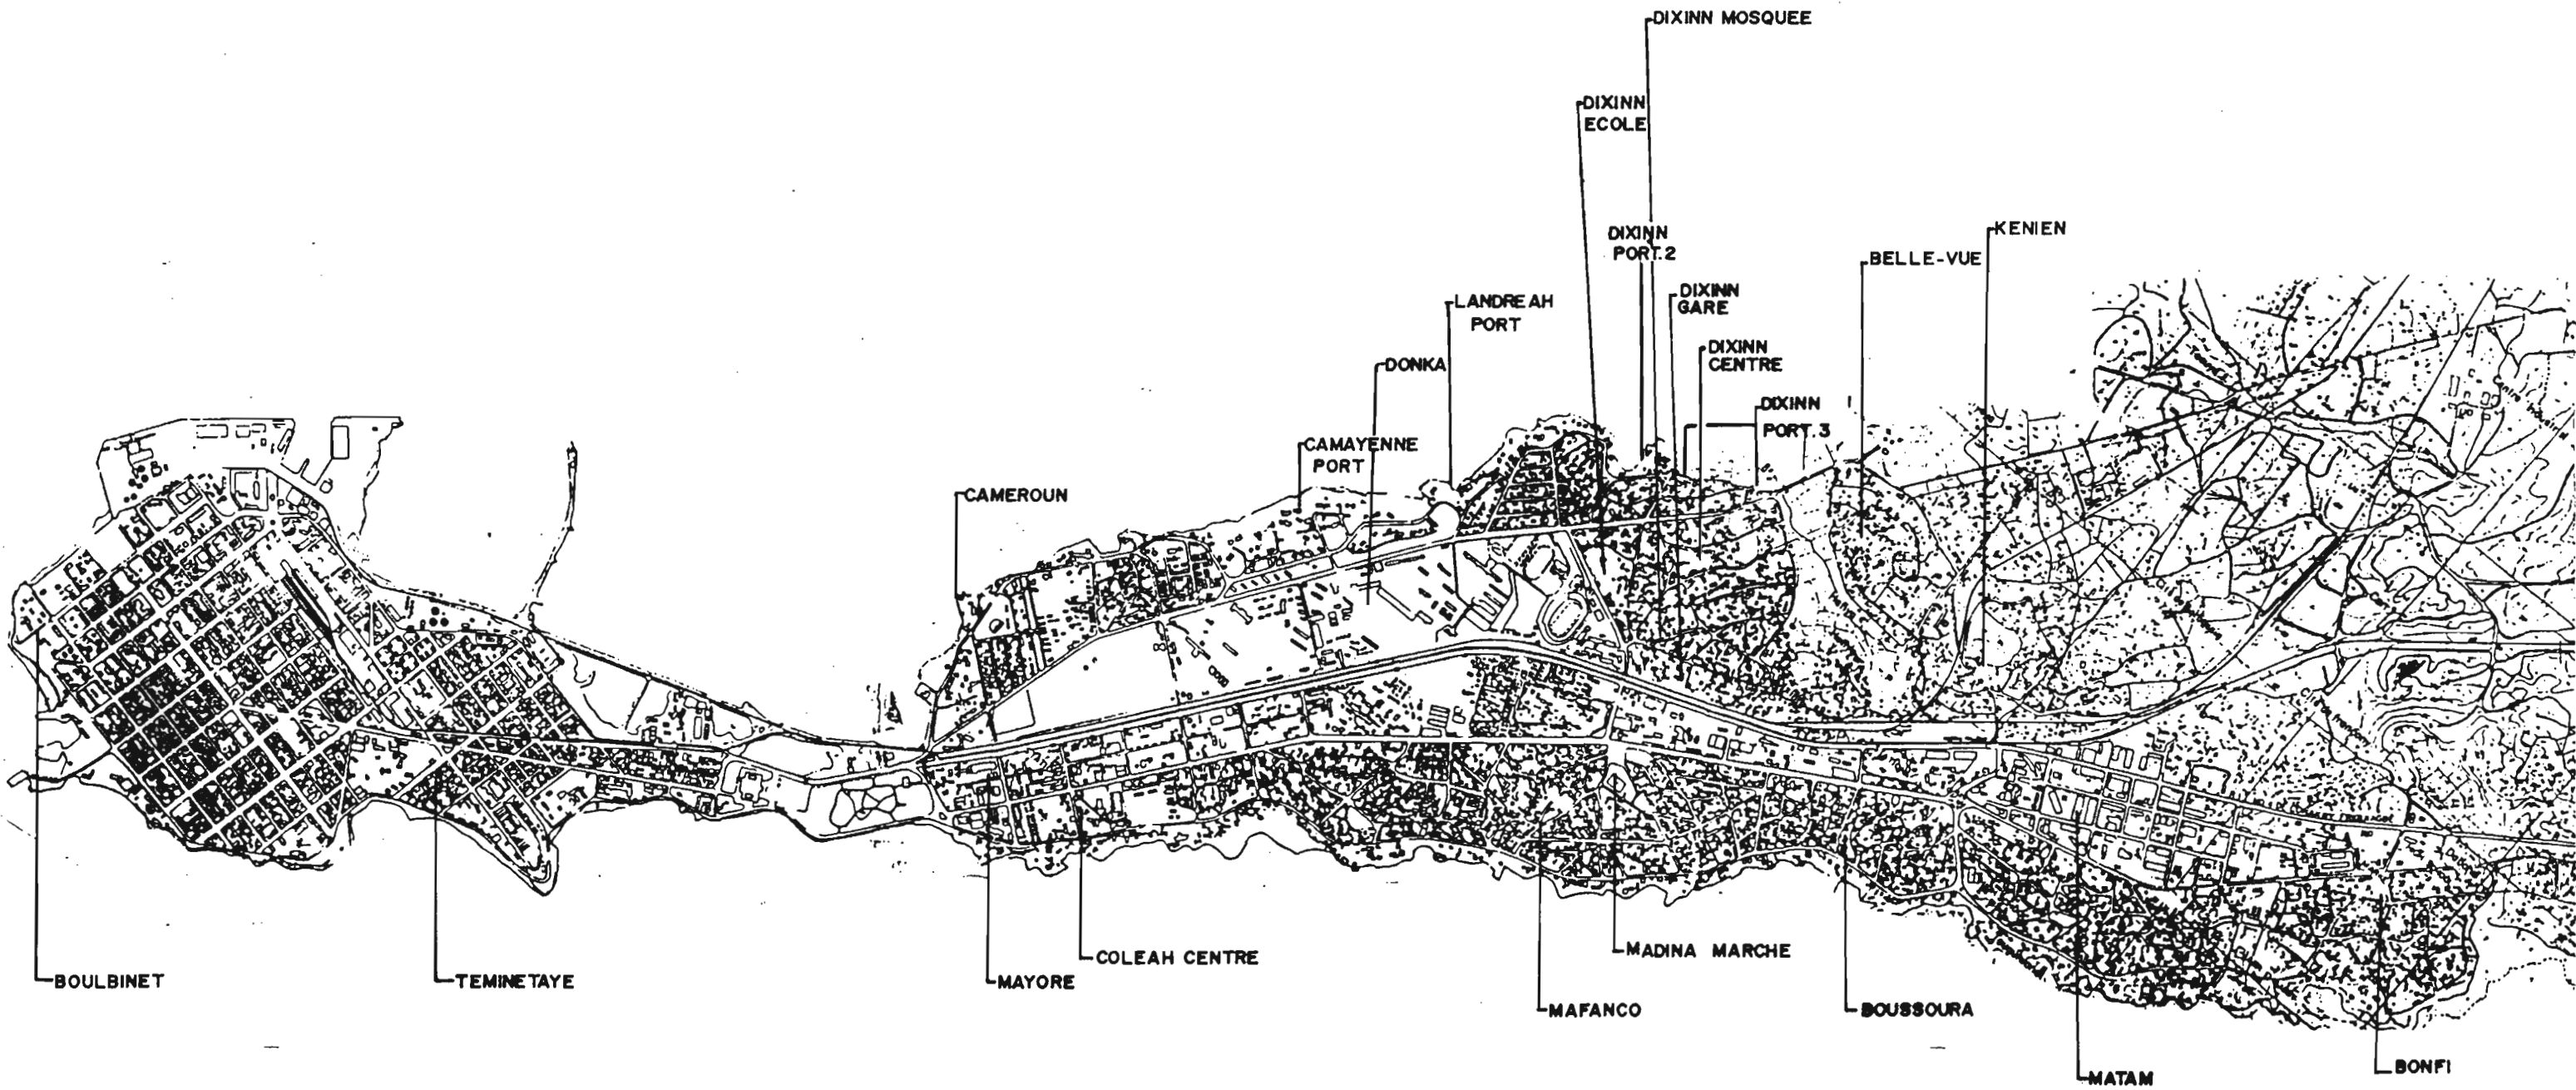 DIXINN MOSQUEE
DIXINN
ECOLE
DIXINN
PORT.2
KENIEN
BELLE-VUE
DIXINN
GARE
LANDREAH
PORT
DIXINN
CENTRE
DONKA
DIXINN
PORT.3
CAMAYENNE
PORT
CAMEROUN
MADINA MARCHE
COLEAH CENTRE
BOULBINET
TEMINETAYE
MAYORE
MAFANCO
BOUSSOURA
BONFI
MATAM